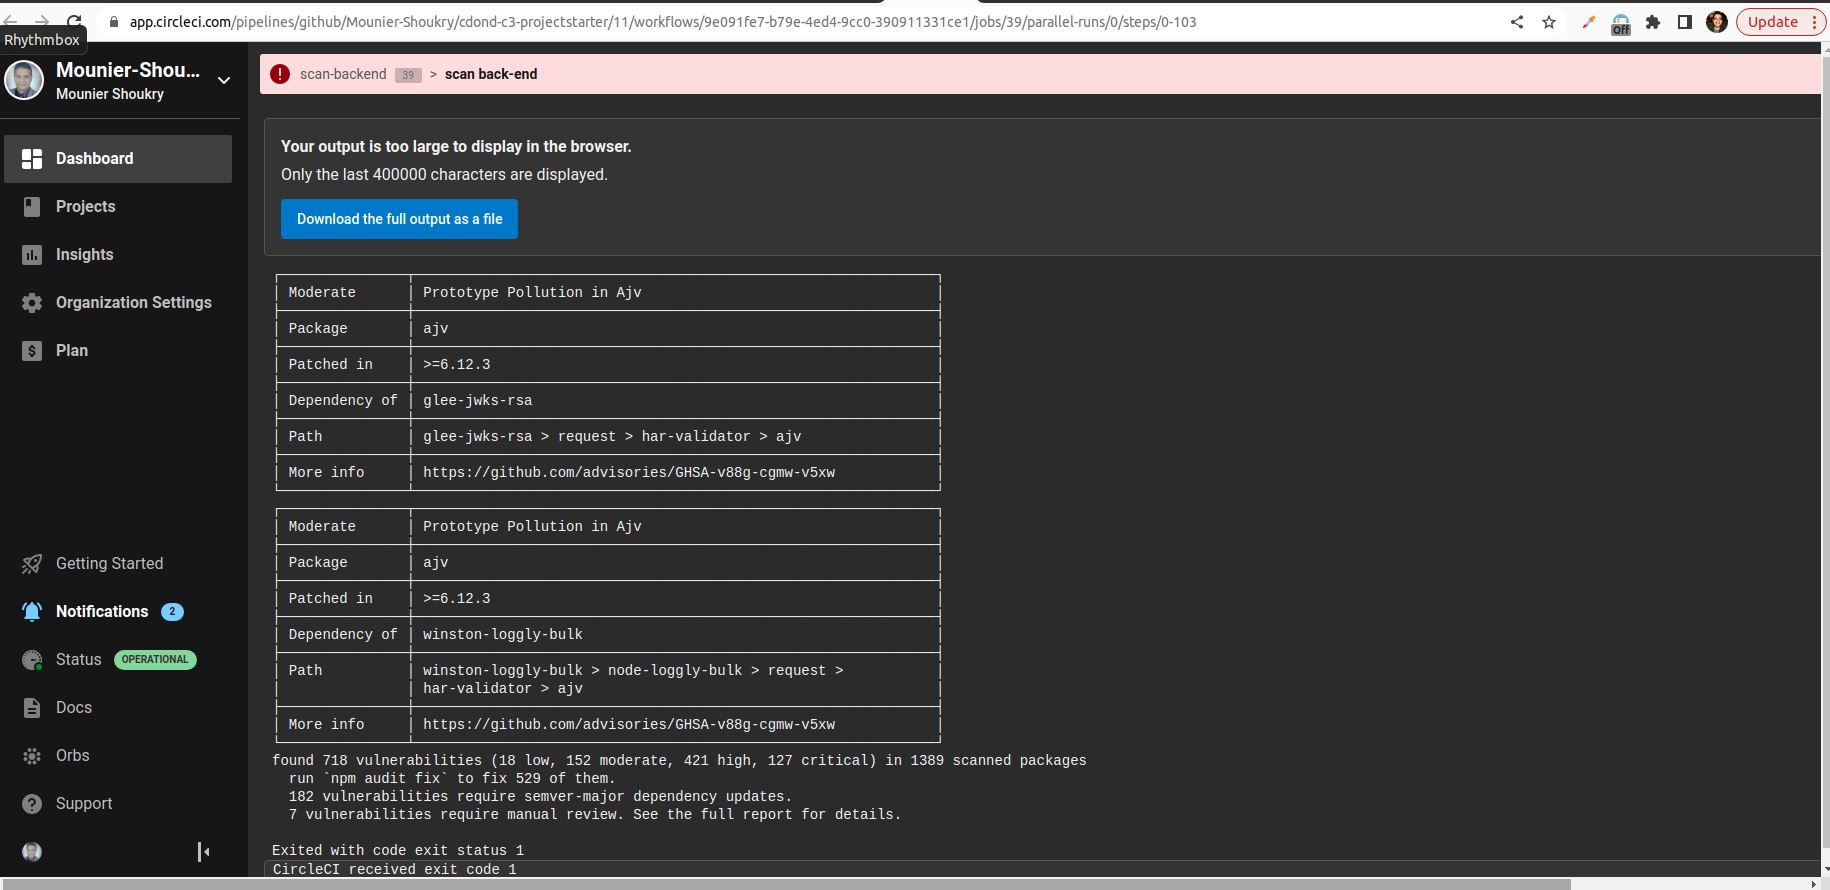 app.circleci.com/pipelines/github/Mounier-Shoukry/cdond-c3-projectstarter/11/workflows/9e091fe7-b79e-4ed4-9cc0-390911331ce1/jobs/39/parallel-runs/0/steps/0-103
Off
Update
Rhythmbox
Mounier-Shou...
Mounier Shoukry
Dashboard
Projects
Insights
Organization Settings
Plan
Getting Started
Notifications 2
Status OPERATIONAL
Docs
Orbs
Support
scan-backend 39 > scan back-end
Your output is too large to display in the browser.
Only the last 400000 characters are displayed.
Download the full output as a file
Moderate Prototype Pollution in Ajv
Package ajv
Patched in >=6.12.3
Dependency of glee-jwks-rsa
Path glee-jwks-rsa > request > har-validator > ajv
More info https://github.com/advisories/GHSA-v88g-cgmw-v5xw
Moderate Prototype Pollution in Ajv
Package ajv
Patched in >=6.12.3
Dependency of winston-loggly-bulk
Path winston-loggly-bulk > node-loggly-bulk > request >
har-validator > ajv
More info https://github.com/advisories/GHSA-v88g-cgmw-v5xw
found 718 vulnerabilities (18 low, 152 moderate, 421 high, 127 critical) in 1389 scanned packages
run `npm audit fix` to fix 529 of them.
182 vulnerabilities require semver-major dependency updates.
7 vulnerabilities require manual review. See the full report for details.
Exited with code exit status 1
CircleCI received exit code 1